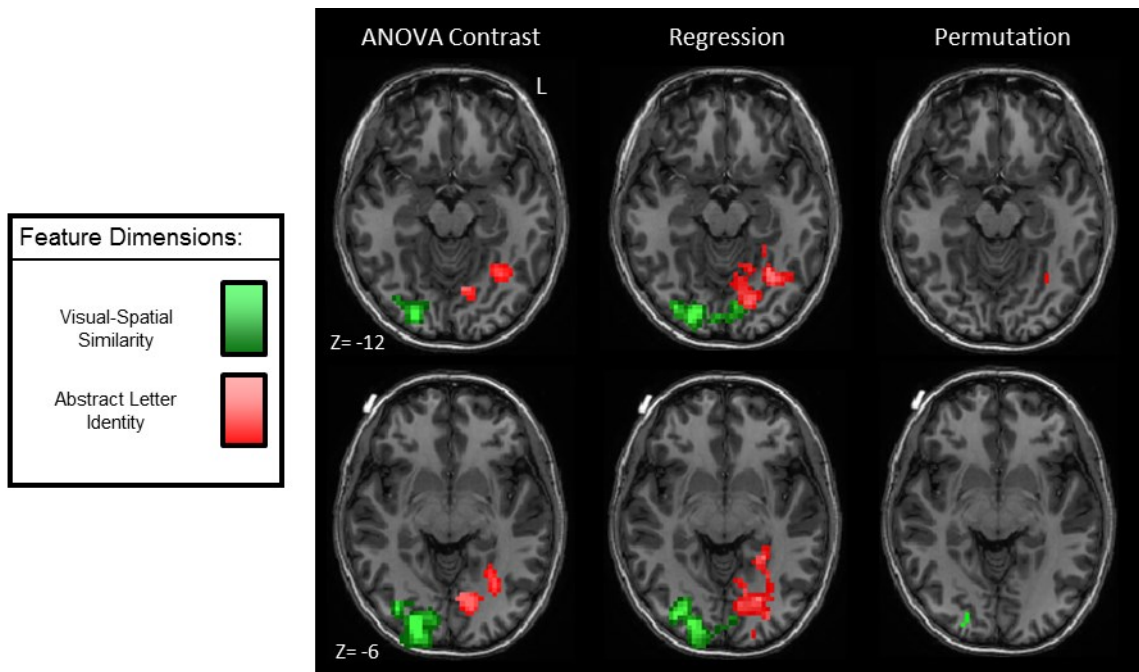 ANOVA Contrast
Regression
Permutation
L
Feature Dimensions:
Visual-Spatial
Similarity
Abstract Letter
Identity
Z= -12
Z= -6